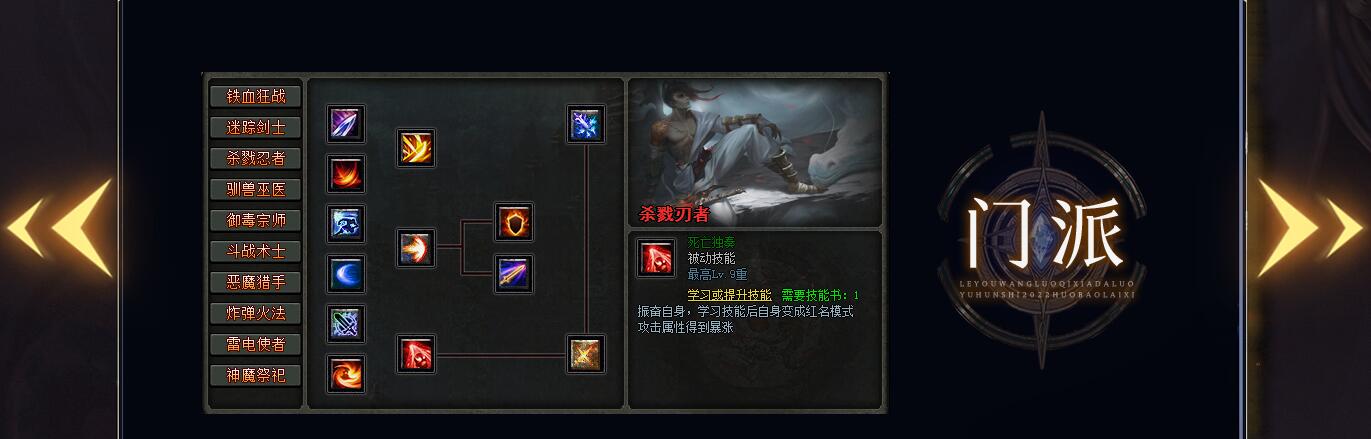 铁血狂战
迷踪剑士
杀戮忍者
驯兽巫医
御毒宗师
斗战术士
恶魔猎手
炸弹火法
雷电使者
神魔祭祀
杀戮刃者
死亡独奏
被动技能
最高Lv.9重
学习或提升技能 需要技能书：1
振奋自身，学习技能后自身变成红名模式
攻击属性得到暴涨
门派
LEYOUWANGLUOQIXIADALUO
YUHUNSHI2022HUOBAOLAIXI